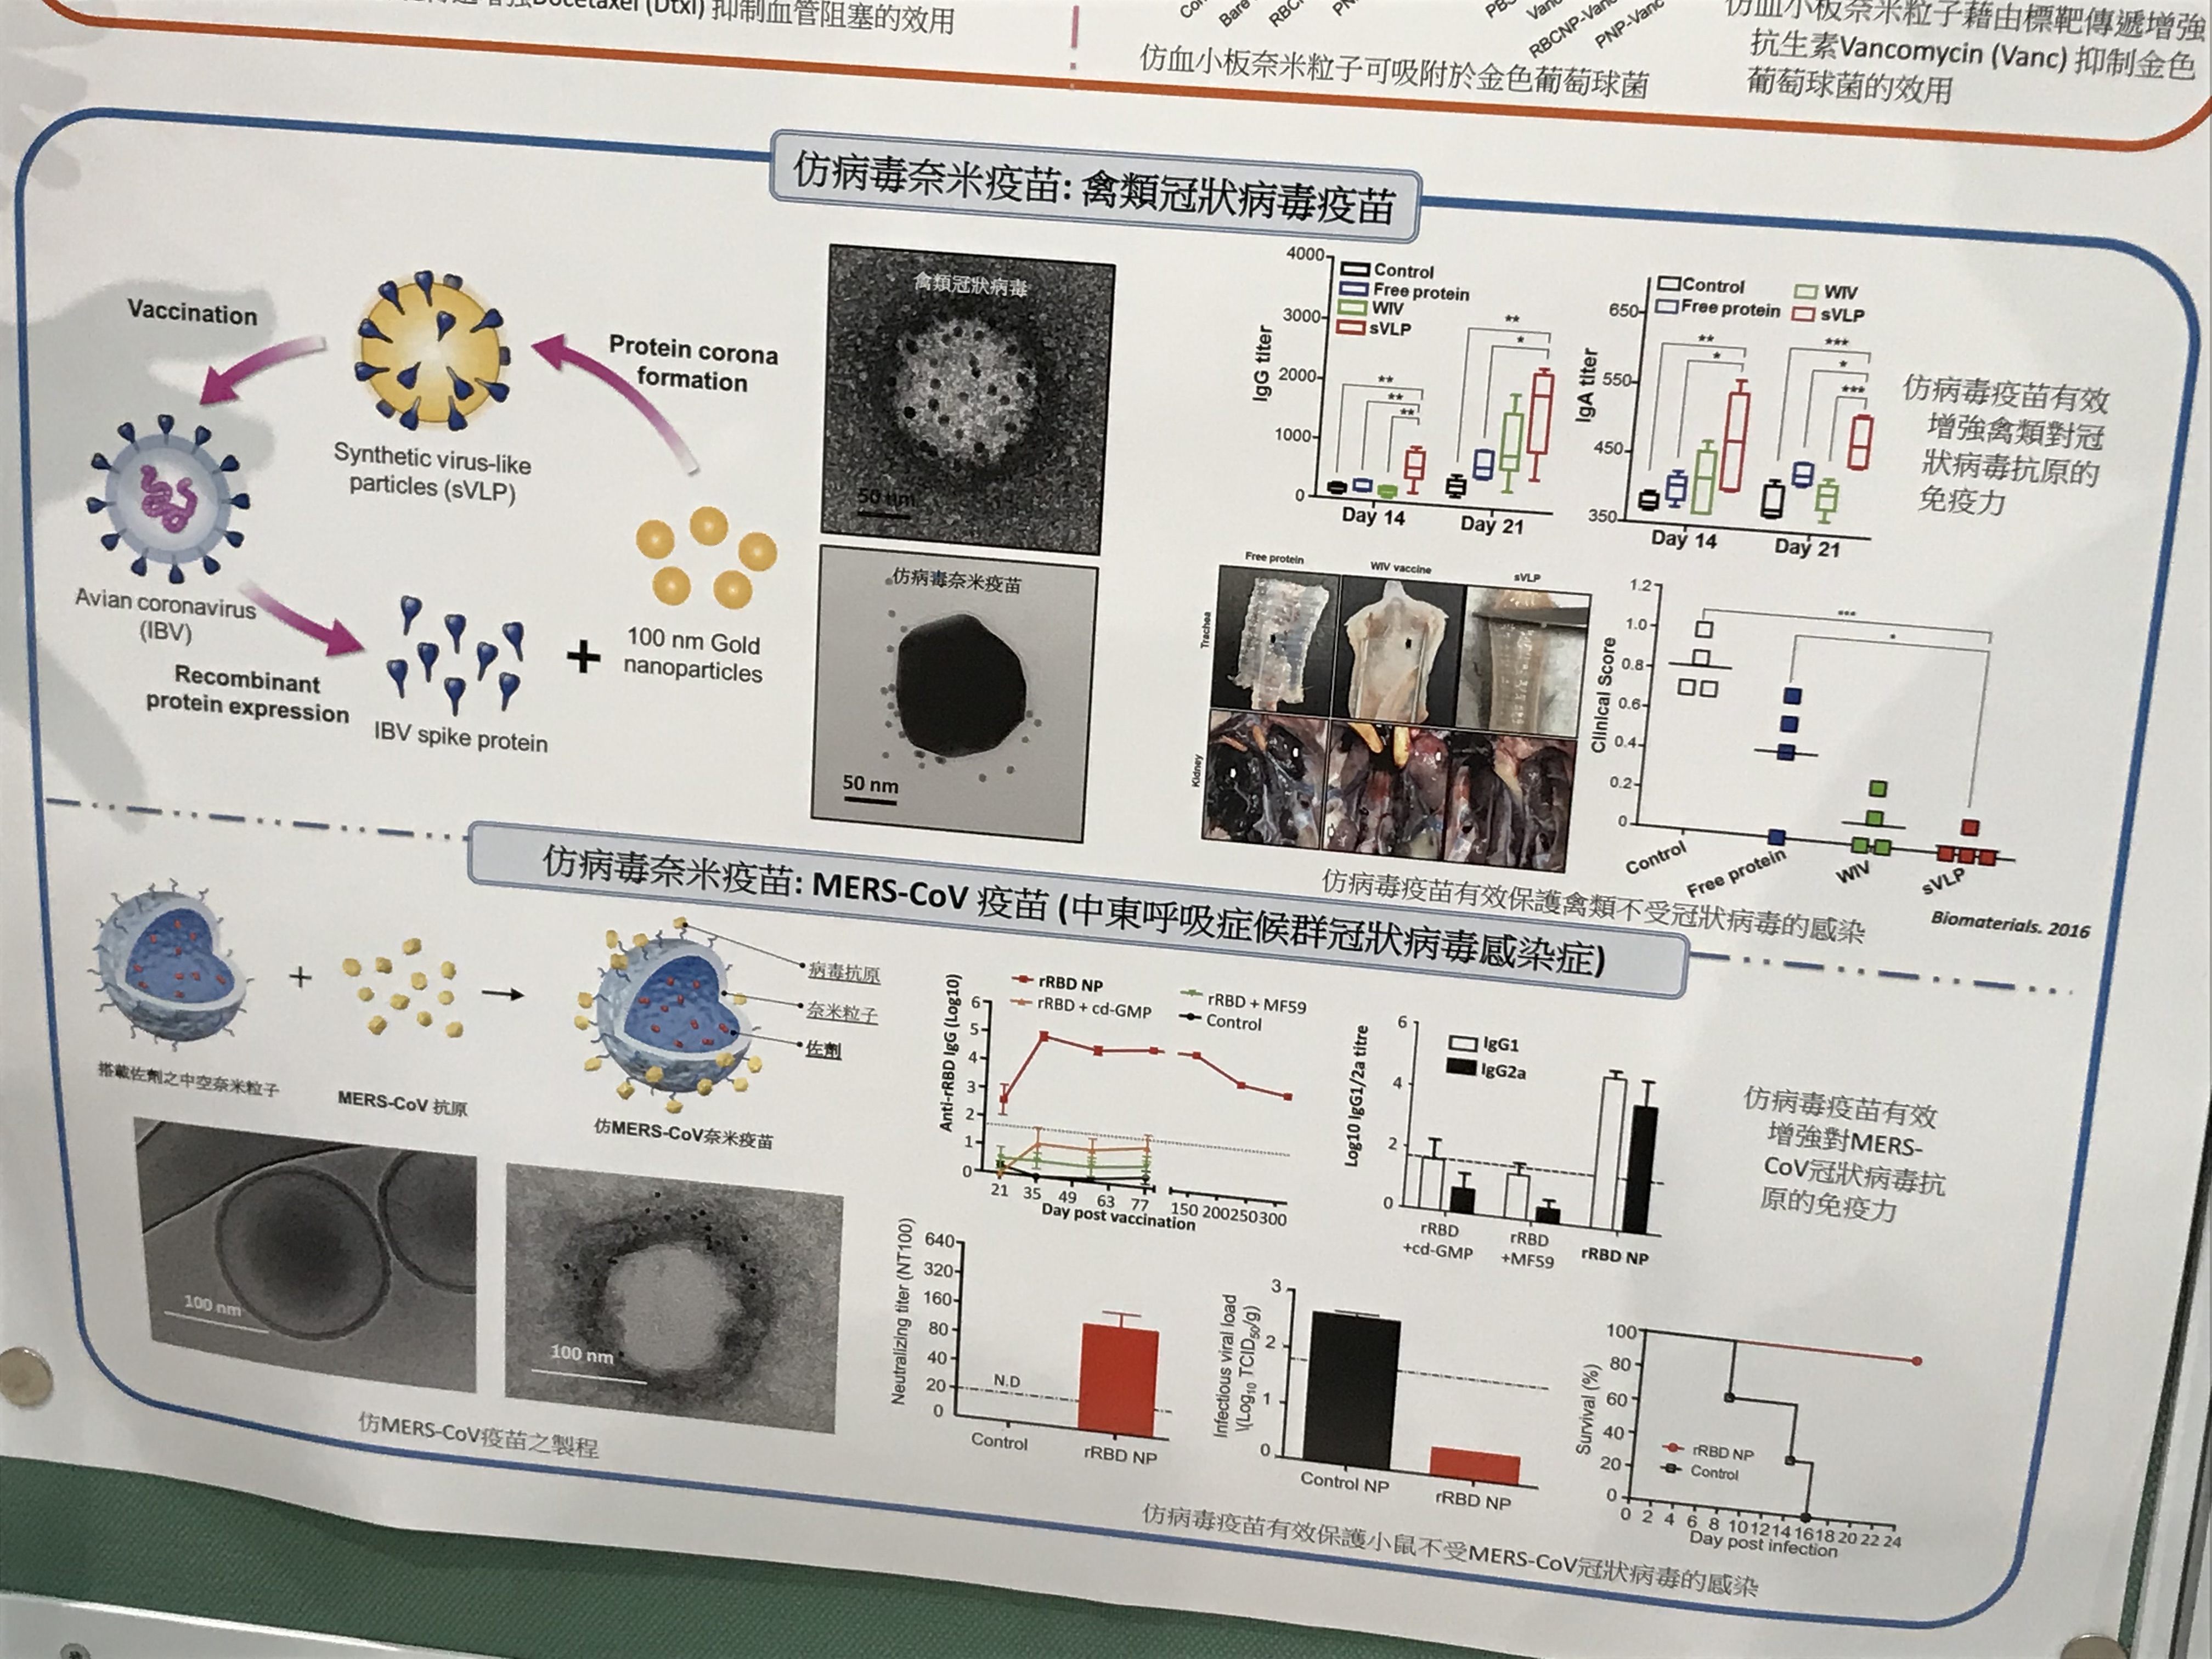 Docetaxel (Dtxl) 抑制血管阻塞的效用
仿血小板奈米粒子可吸附於金色葡萄球菌
RBCNP-Vanc
PNP-Vanc
仿血小板奈米粒子藉由標靶傳遞增強
抗生素Vancomycin (Vanc) 抑制金色
葡萄球菌的效用
仿病毒奈米疫苗: 禽類冠狀病毒疫苗
Vaccination
Protein corona
formation
Synthetic virus-like
particles (sVLP)
Avian coronavirus
(IBV)
Recombinant
protein expression
IBV spike protein
+
100 nm Gold
nanoparticles
禽類冠狀病毒
50 nm
仿病毒奈米疫苗
50 nm
IgG titer
4000
3000
2000
1000
0
Control
Free protein
WIV
sVLP
** * ** ** **
Day 14
Day 21
IgA titer
650
550
450
350
Control
Free protein
WIV
sVLP
** * *** * ***
Day 14
Day 21
仿病毒疫苗有效
增強禽類對冠
狀病毒抗原的
免疫力
Free protein
WIV vaccine
sVLP
Trachea
Kidney
Clinical Score
1.2
1.0
0.8
0.6
0.4
0.2
0
***
*
Control
Free protein
WIV
sVLP
仿病毒疫苗有效保護禽類不受冠狀病毒的感染
Biomaterials. 2016
仿病毒奈米疫苗: MERS-CoV 疫苗 (中東呼吸症候群冠狀病毒感染症)
搭載佐劑之中空奈米粒子
+
MERS-CoV 抗原
病毒抗原
奈米粒子
佐劑
仿MERS-CoV奈米疫苗
100 nm
100 nm
仿MERS-CoV疫苗之製程
Anti-rRBD IgG (Log10)
rRBD NP
rRBD + cd-GMP
rRBD + MF59
Control
6
5
4
3
2
1
0
21 35 49 63 77 150 200 250 300
Day post vaccination
Log10 IgG1/2a titre
6
4
2
0
IgG1
IgG2a
rRBD
+cd-GMP
rRBD
+MF59
rRBD NP
仿病毒疫苗有效
增強對MERS-
CoV冠狀病毒抗
原的免疫力
Neutralizing titer (NT100)
640
320
160
80
40
20
0
N.D
Control
rRBD NP
Infectious viral load
\(Log10 TCID50/g)
3
2
1
0
Control NP
rRBD NP
Survival (%)
100
80
60
40
20
0
rRBD NP
Control
0 2 4 6 8 10 12 14 16 18 20 22 24
Day post infection
仿病毒疫苗有效保護小鼠不受MERS-CoV冠狀病毒的感染